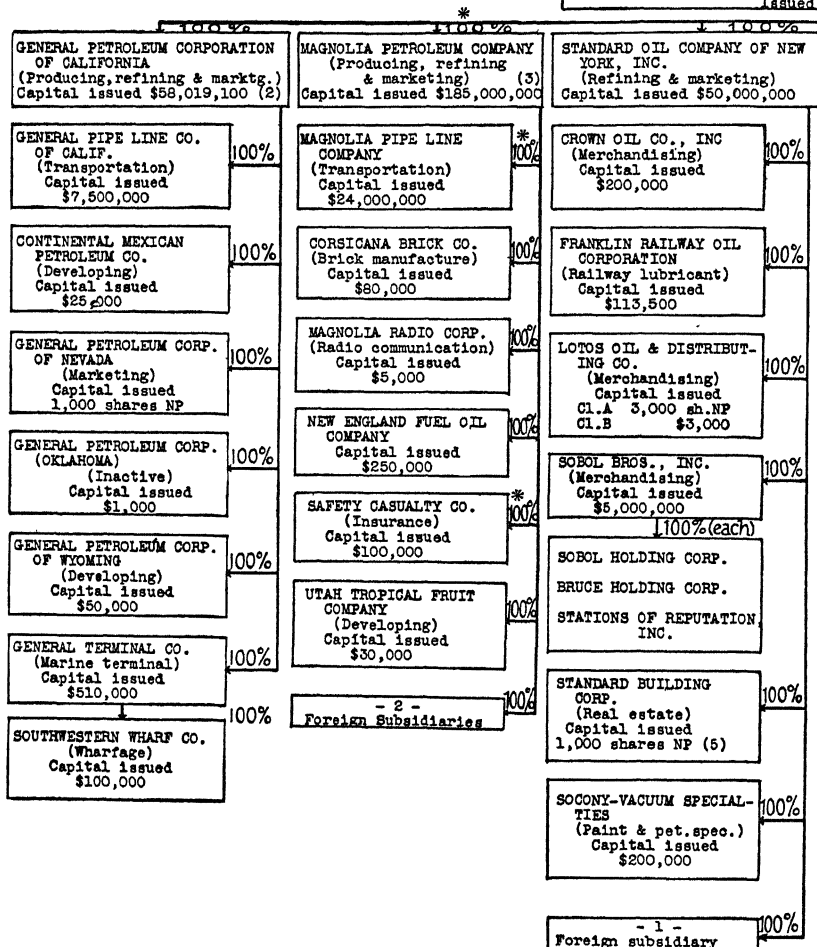 Issued
*
100%
100%
100%
GENERAL PETROLEUM CORPORATION
OF CALIFORNIA
(Producing,refining & marktg.)
Capital issued $58,019,100 (2)
GENERAL PIPE LINE CO.
OF CALIF.
(Transportation)
Capital issued
$7,500,000
100%
CONTINENTAL MEXICAN
PETROLEUM CO.
(Developing)
Capital issued
100%
GENERAL PETROLEUM CORP.
OF NEVADA
(Marketing)
Capital issued
1,000 shares NP
100%
GENERAL PETROLEUM CORP.
(OKLAHOMA)
(Inactive)
Capital issued
$1,000
100%
GENERAL PETROLEUM CORP.
OF WYOMING
(Developing)
Capital issued
$50,000
100%
GENERAL TERMINAL CO.
(Marine terminal)
Capital issued
$510,000
100%
100%
SOUTHWESTERN WHARF CO.
(Wharfage)
Capital issued
$100,000
MAGNOLIA PETROLEUM COMPANY
(Producing, refining
& marketing) (3)
Capital issued $185,000,000
MAGNOLIA PIPE LINE
COMPANY
(Transportation)
Capital issued
$24,000,000
*
100%
CORSICANA BRICK CO.
(Brick manufacture)
Capital issued
$80,000
100%
MAGNOLIA RADIO CORP.
(Radio communication)
Capital issued
$5,000
100%
NEW ENGLAND FUEL OIL
COMPANY
Capital issued
$250,000
100%
SAFETY CASUALTY CO.
(Insurance)
Capital issued
$100,000
*
100%
UTAH TROPICAL FRUIT
COMPANY
(Developing)
Capital issued
$30,000
100%
- 2 -
Foreign Subsidiaries
100%
STANDARD OIL COMPANY OF NEW
YORK, INC.
(Refining & marketing)
Capital issued $50,000,000
CROWN OIL CO., INC
(Merchandising)
Capital issued
$200,000
100%
FRANKLIN RAILWAY OIL
CORPORATION
(Railway lubricant)
Capital issued
$113,500
100%
LOTOS OIL & DISTRIBUT-
ING CO.
(Merchandising)
Capital issued
Cl.A 3,000 sh.NP
Cl.B $3,000
100%
SOBOL BROS., INC.
(Merchandising)
Capital issued
$5,000,000
100%
100%(each)
SOBOL HOLDING CORP.
BRUCE HOLDING CORP.
STATIONS OF REPUTATION,
INC.
STANDARD BUILDING
CORP.
(Real estate)
Capital issued
1,000 shares NP (5)
100%
SOCONY-VACUUM SPECIAL-
TIES
(Paint & pet.spec.)
Capital issued
$200,000
100%
- 1 -
Foreign subsidiary
100%